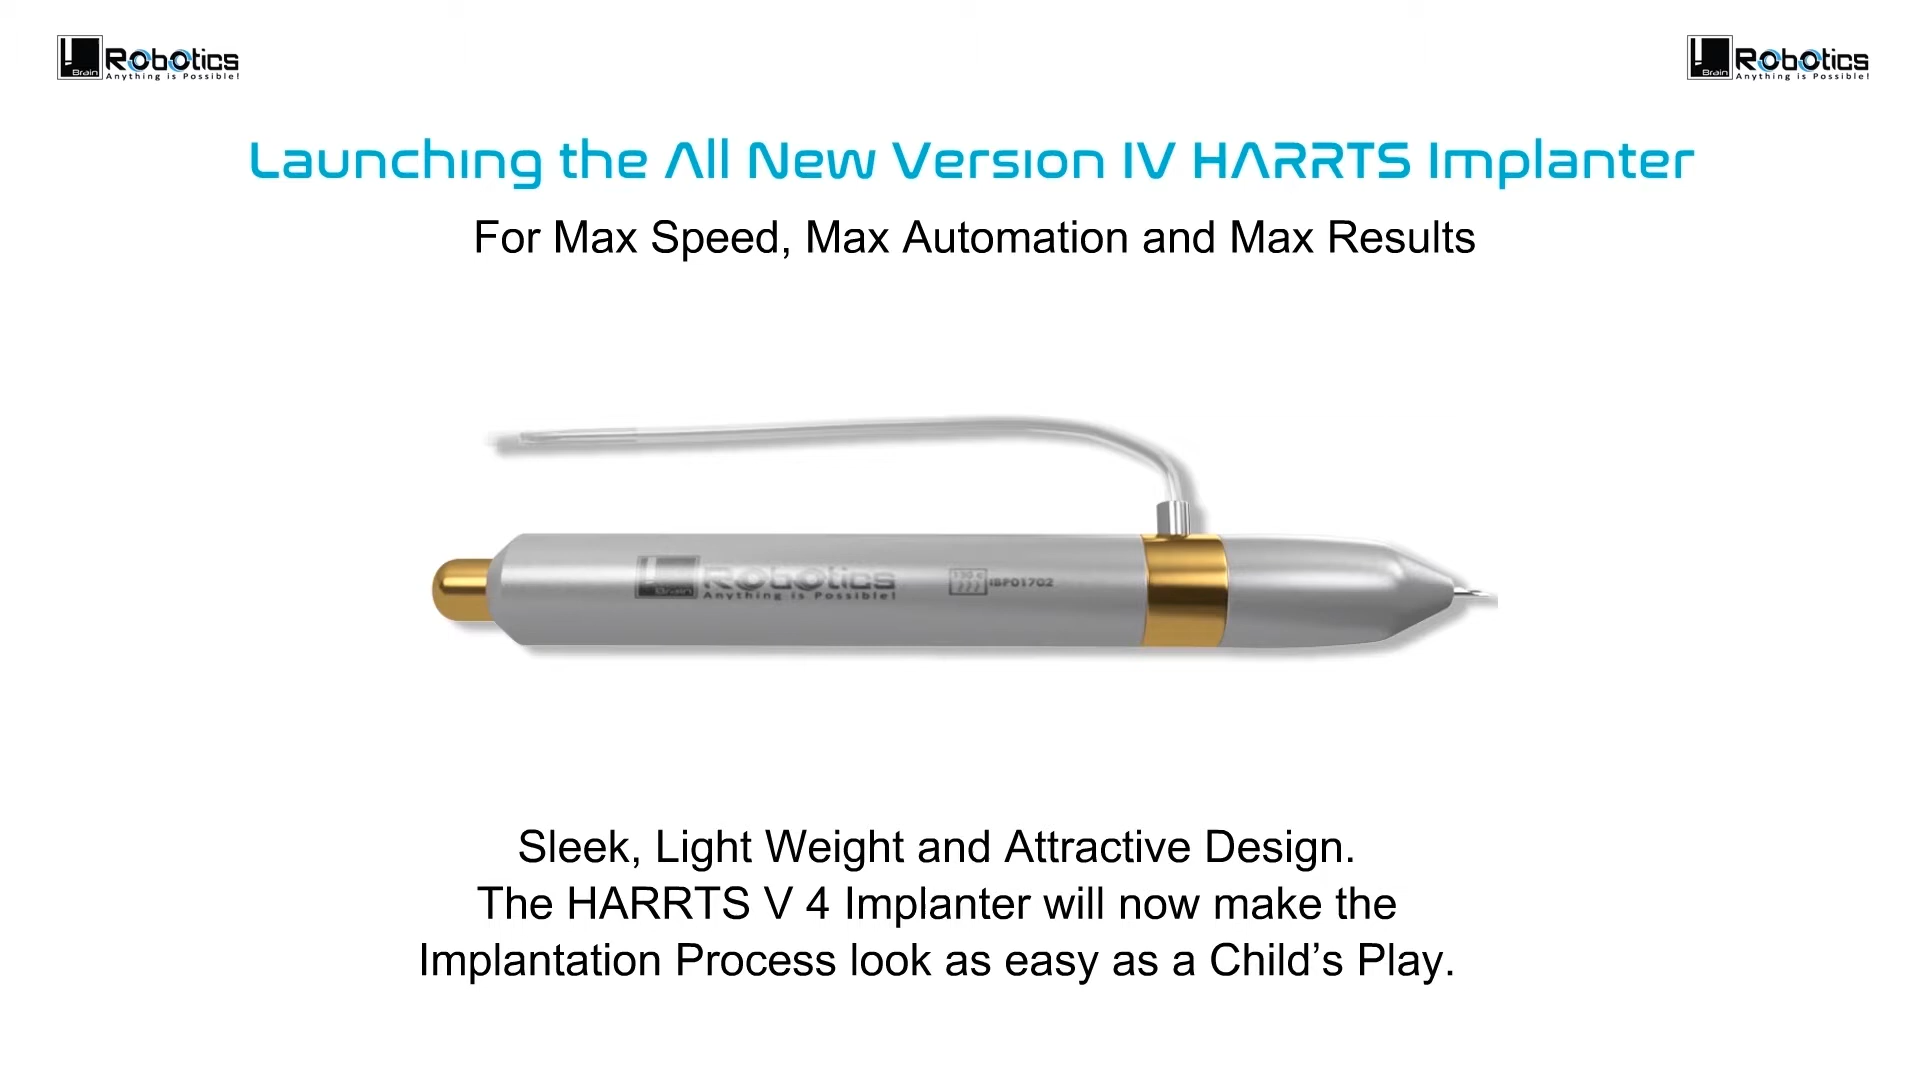 Brain Robotics
Anything is Possible!
Brain Robotics
Anything is Possible!
Launching the All New Version IV HARRTS Implanter
For Max Speed, Max Automation and Max Results
Brain Robotics
Anything is Possible!
IBP01702
Sleek, Light Weight and Attractive Design.
The HARRTS V 4 Implanter will now make the
Implantation Process look as easy as a Child’s Play.